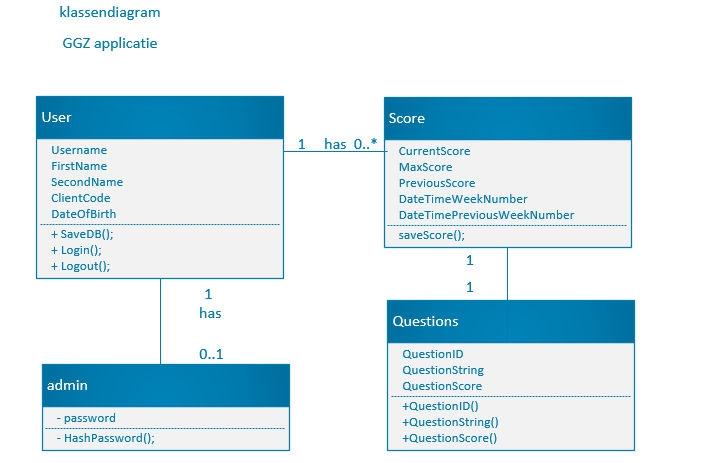 klassendiagram
GGZ applicatie
User
Username
FirstName
SecondName
ClientCode
DateOfBirth
+ SaveDB();
+ Login();
+ Logout();
1 has 0..*
Score
CurrentScore
MaxScore
PreviousScore
DateTimeWeekNumber
DateTimePreviousWeekNumber
saveScore();
1
has
0..1
admin
- password
- HashPassword();
1
1
Questions
QuestionID
QuestionString
QuestionScore
+QuestionID()
+QuestionString()
+QuestionScore()